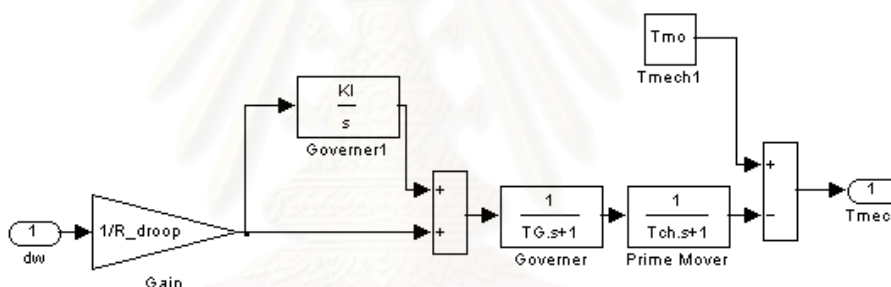 Tmo
Tmech1
KI
s
Governer1
1
dw
1/R_droop
Gain
+
+
1
TG.s+1
Governer
1
Tch.s+1
Prime Mover
+
−
1
Tmec